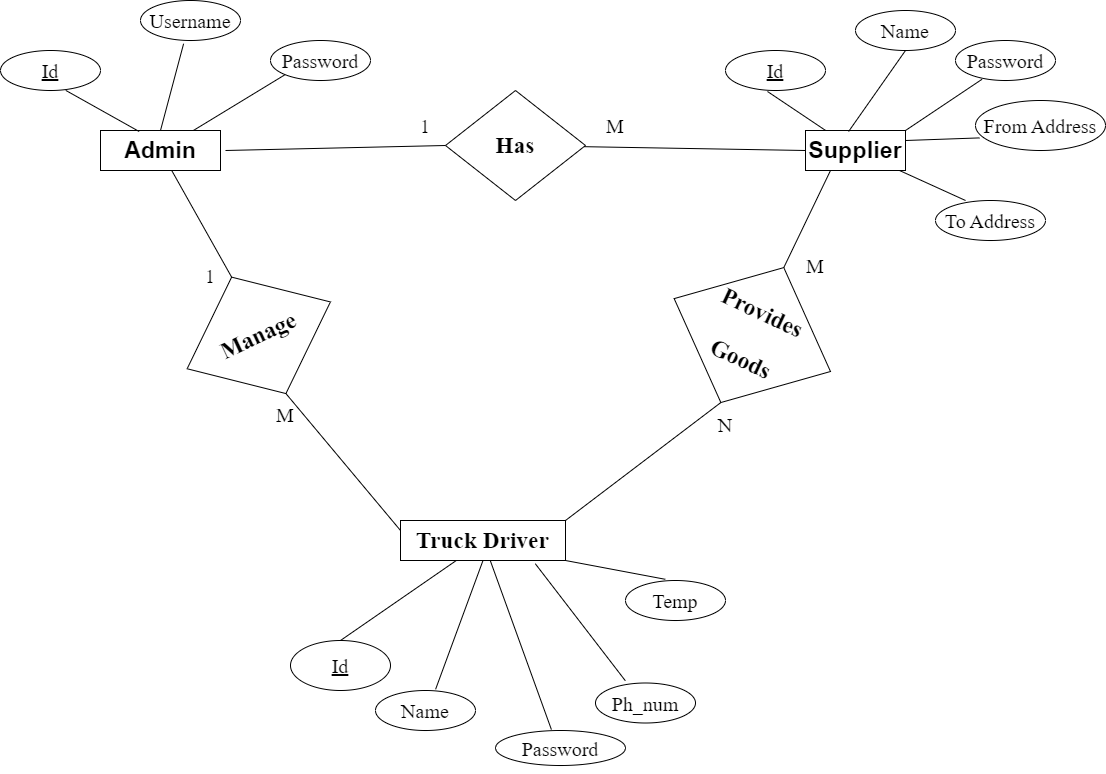 Username
Name
Id
Password
Id
Password
From Address
Admin
1
Has
M
Supplier
To Address
1
Manage
M
M
Provides
Goods
N
Truck Driver
Temp
Id
Name
Ph_num
Password